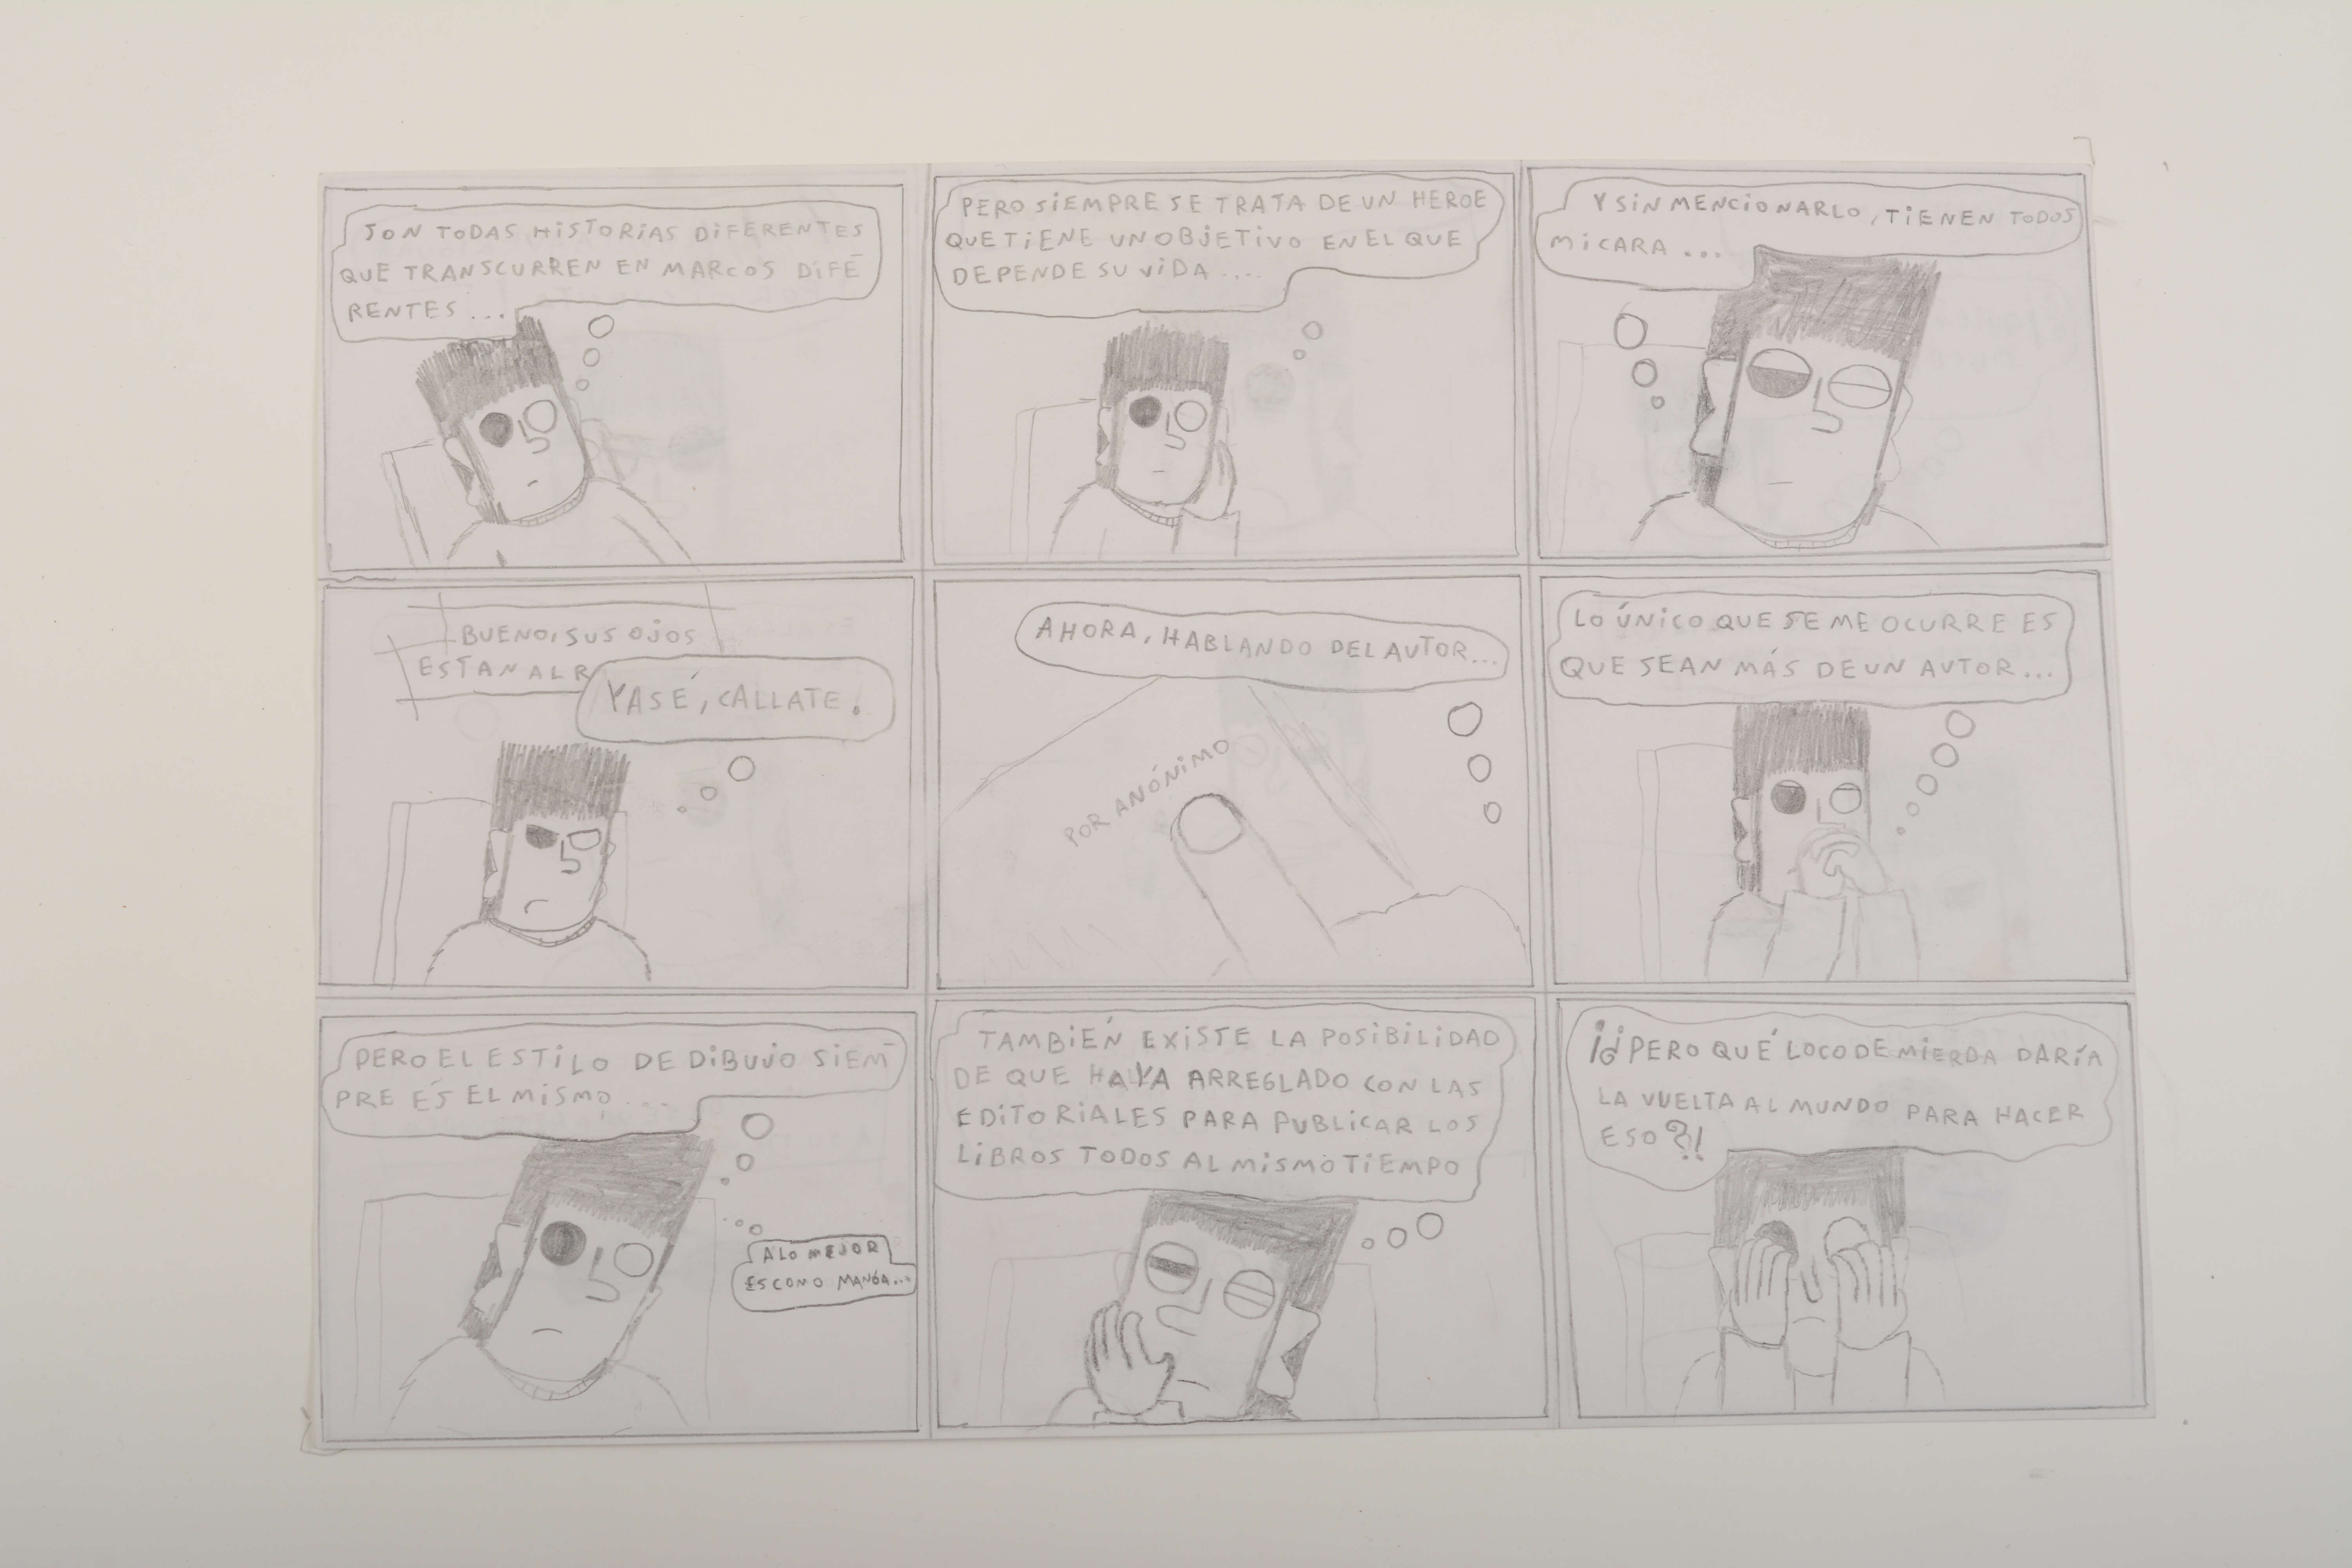 SON TODAS HISTORIAS DIFERENTES
QUE TRANSCURREN EN MARCOS DIFE
RENTES...
PERO SIEMPRE SE TRATA DE UN HEROE
QUE TIENE UN OBJETIVO EN EL QUE
DEPENDE SU VIDA....
Y SIN MENCIONARLO, TIENEN TODOS
MI CARA...
BUENO, SUS OJOS
ESTAN AL R
YA SÉ, CALLATE.
AHORA, HABLANDO DEL AUTOR...
POR ANÓNIMO
LO ÚNICO QUE SE ME OCURRE ES
QUE SEAN MÁS DE UN AUTOR...
PERO EL ESTILO DE DIBUJO SIEM
PRE ES EL MISMO...
A LO MEJOR
ES COMO MANGA...
TAMBIÉN EXISTE LA POSIBILIDAD
DE QUE HAYA ARREGLADO CON LAS
EDITORIALES PARA PUBLICAR LOS
LIBROS TODOS AL MISMO TIEMPO
¡¿PERO QUÉ LOCO DE MIERDA DARÍA
LA VUELTA AL MUNDO PARA HACER
ESO?!